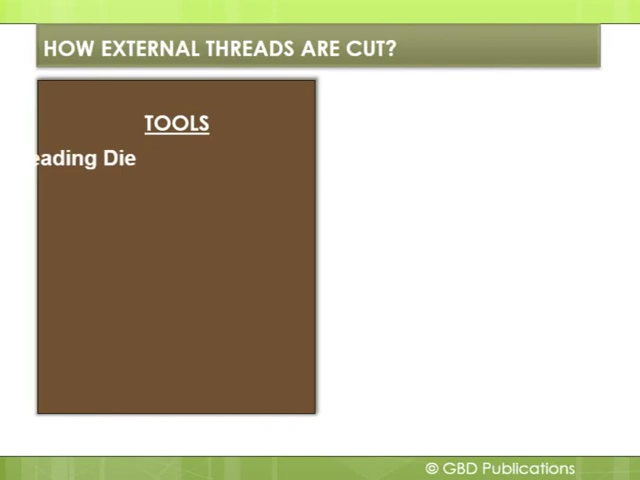 HOW EXTERNAL THREADS ARE CUT?
TOOLS
eading Die
© GBD Publications